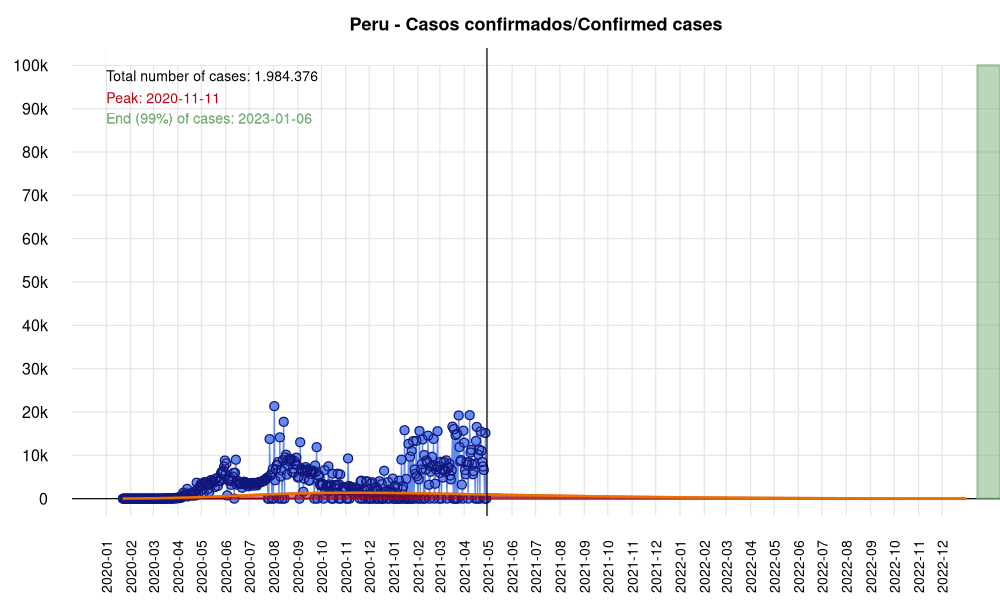 Peru - Casos confirmados/Confirmed cases
Total number of cases: 1.984.376
Peak: 2020-11-11
End (99%) of cases: 2023-01-06
100k
90k
80k
70k
60k
50k
40k
30k
20k
10k
0
2020-01
2020-02
2020-03
2020-04
2020-05
2020-06
2020-07
2020-08
2020-09
2020-10
2020-11
2020-12
2021-01
2021-02
2021-03
2021-04
2021-05
2021-06
2021-07
2021-08
2021-09
2021-10
2021-11
2021-12
2022-01
2022-02
2022-03
2022-04
2022-05
2022-06
2022-07
2022-08
2022-09
2022-10
2022-11
2022-12